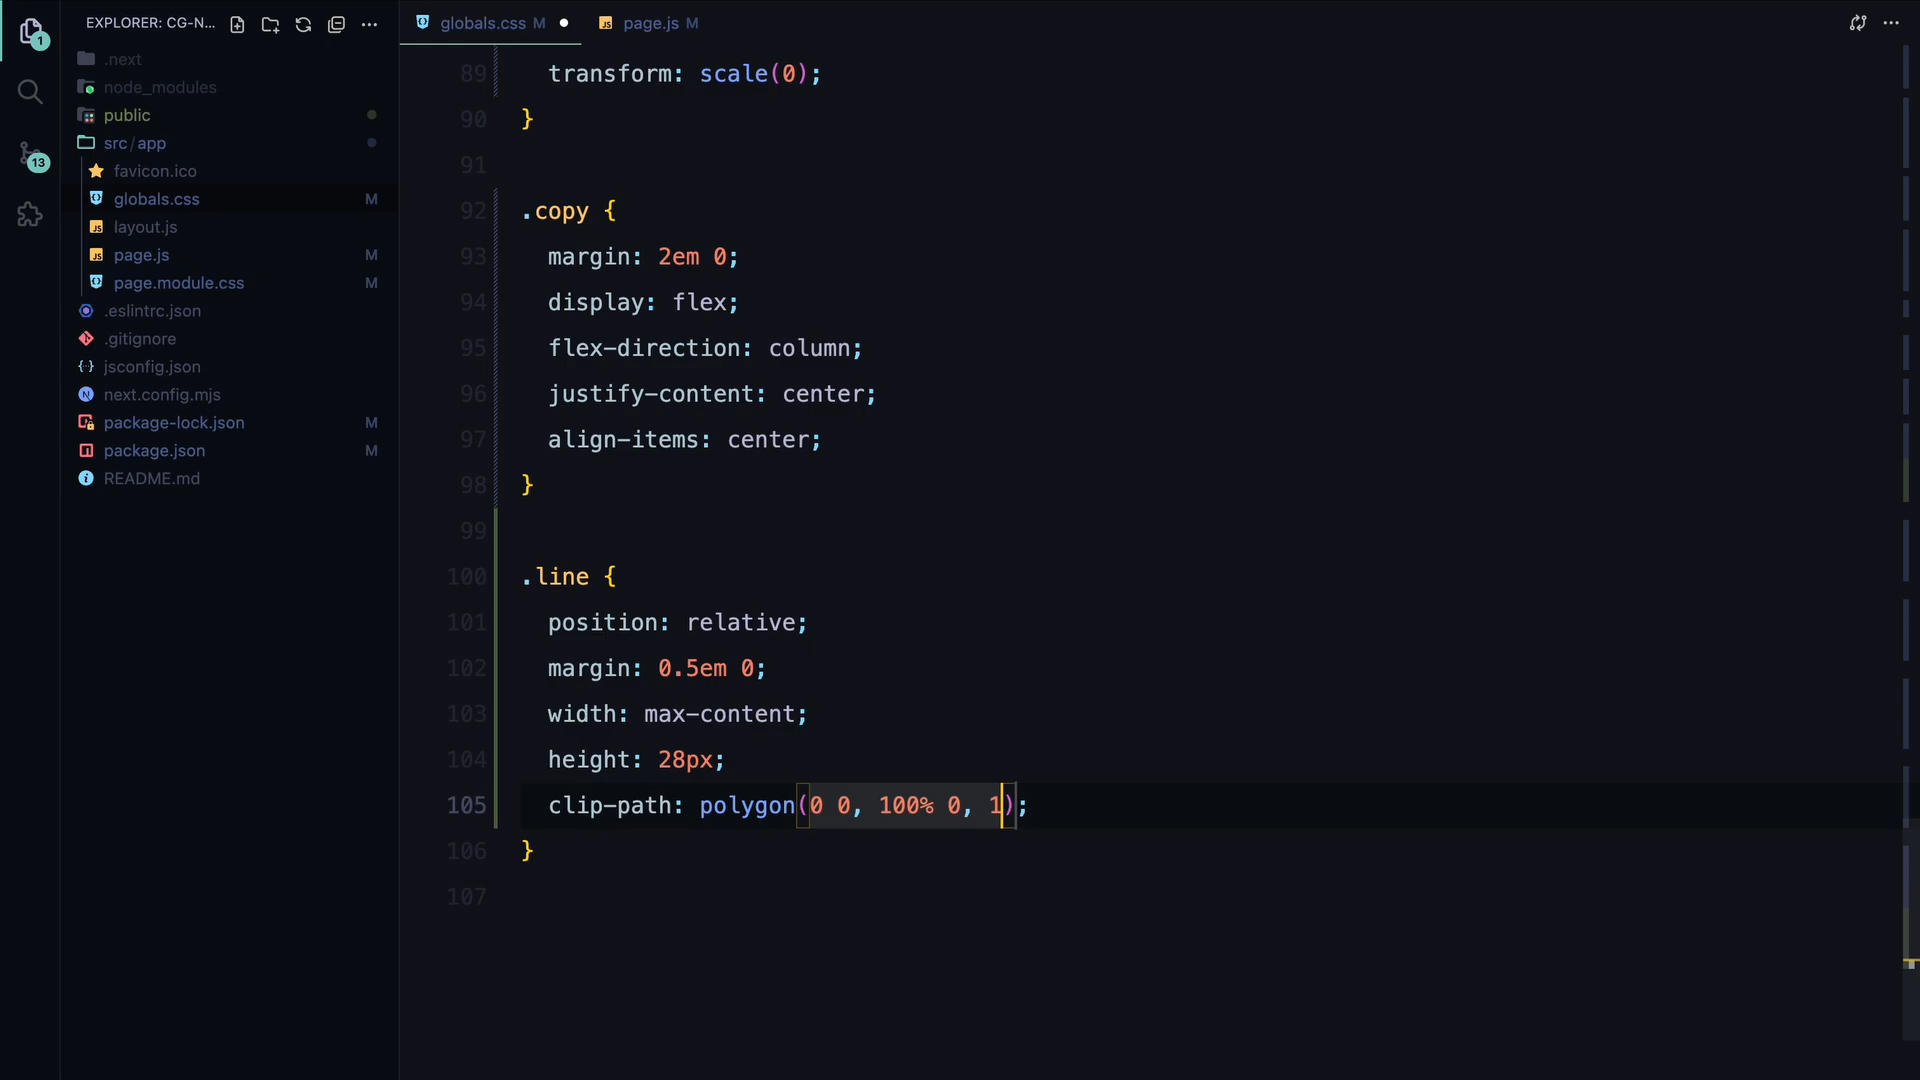 1
13
EXPLORER: CG-N...
.next
node_modules
public
src/app
favicon.ico
globals.css M
layout.js
page.js M
page.module.css M
.eslintrc.json
.gitignore
jsconfig.json
next.config.mjs
package-lock.json M
package.json M
README.md
globals.css M
page.js M
89 transform: scale(0);
90 }
91
92 .copy {
93 margin: 2em 0;
94 display: flex;
95 flex-direction: column;
96 justify-content: center;
97 align-items: center;
98 }
99
100 .line {
101 position: relative;
102 margin: 0.5em 0;
103 width: max-content;
104 height: 28px;
105 clip-path: polygon(0 0, 100% 0, 1);
106 }
107